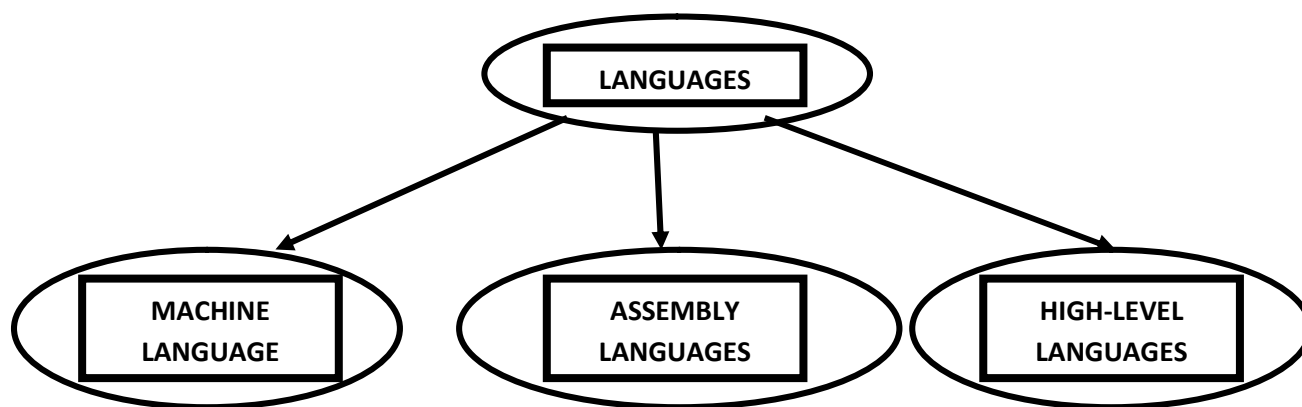 LANGUAGES
MACHINE
LANGUAGE
ASSEMBLY
LANGUAGES
HIGH-LEVEL
LANGUAGES